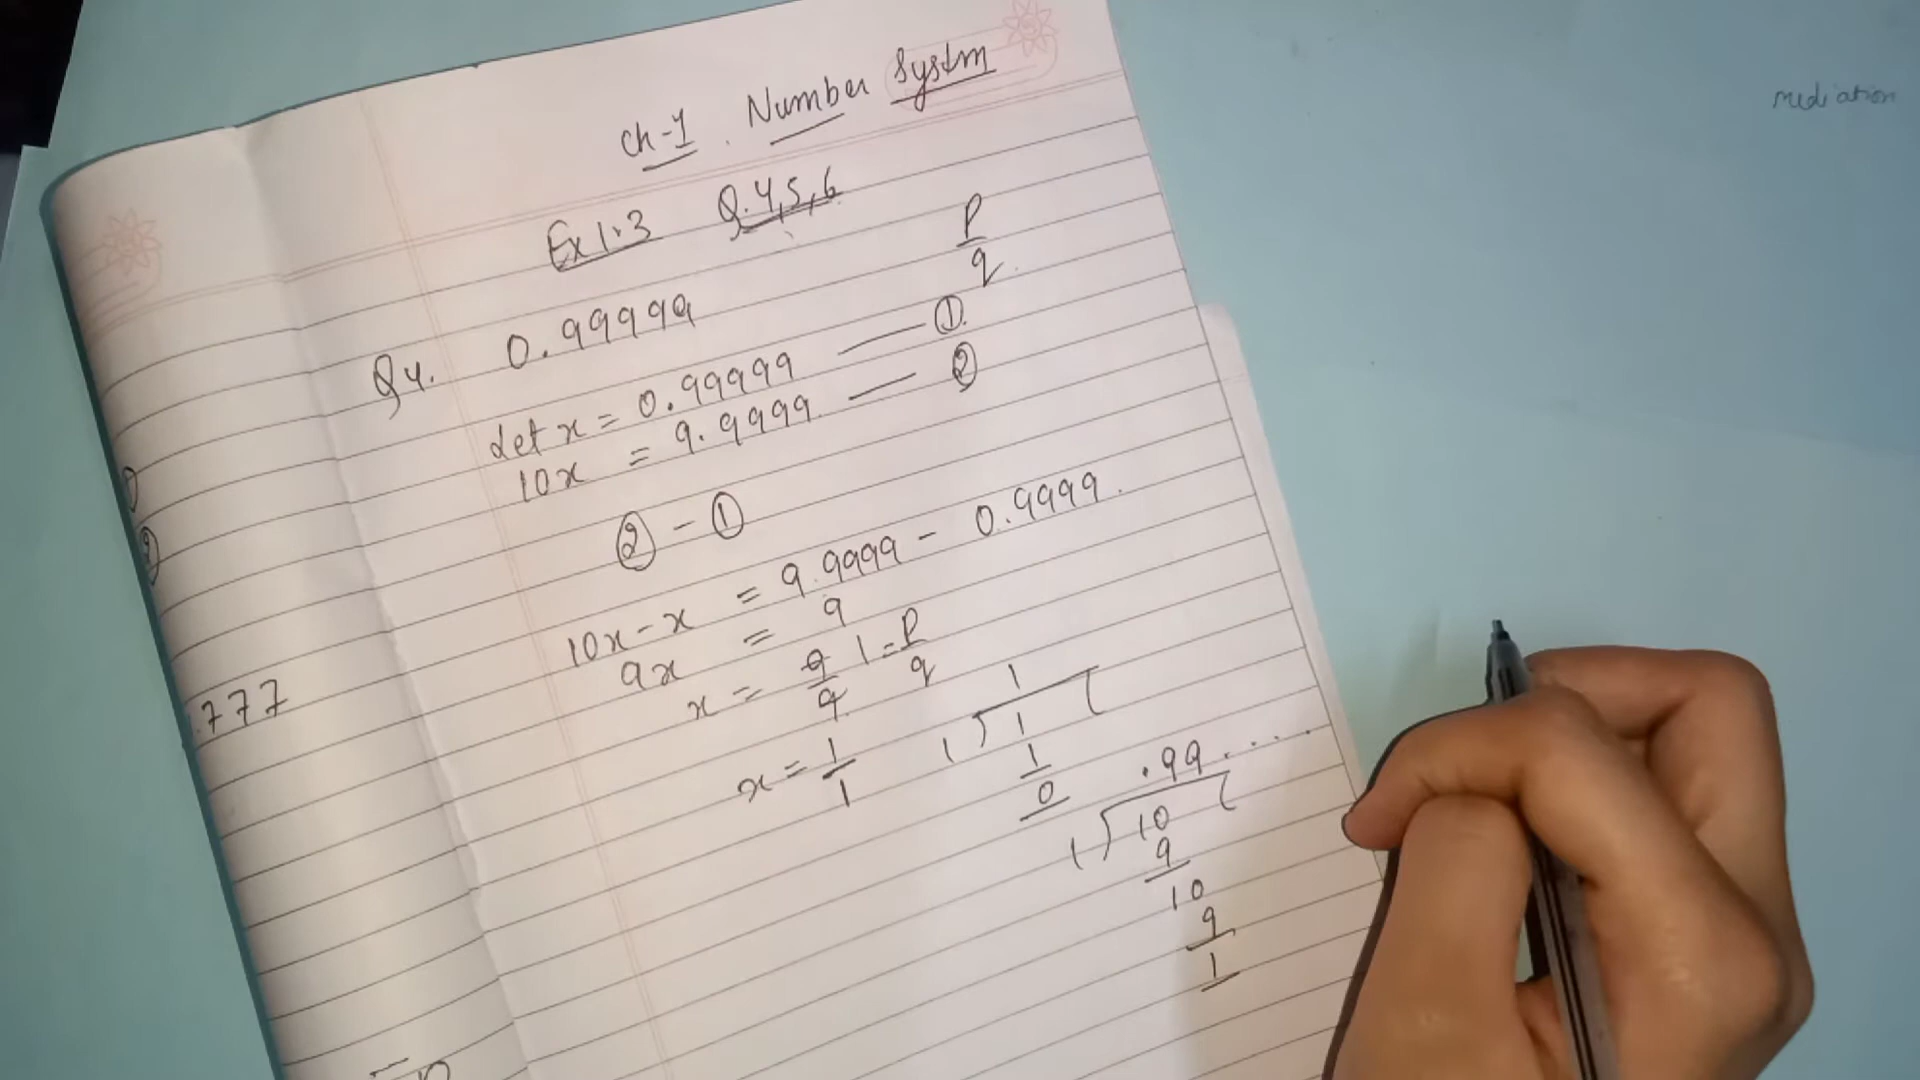 mediation
Ch-1. Number System
Ex 1.3 Q.4,5,6
P
q
Q4. 0.99999
Let x = 0.99999 — ①
10x = 9.9999 — ②
② - ①
10x - x = 9.9999 - 0.9999
9x = 9
x = 9/9 1 = P/q
x = 1/1
1
1) 1 (
1
0
.99....
1) 10 (
9
10
9
1
.777